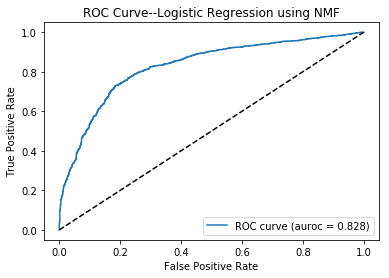 ROC Curve--Logistic Regression using NMF
True Positive Rate
1.0
0.8
0.6
0.4
0.2
0.0
ROC curve (auroc = 0.828)
0.0 0.2 0.4 0.6 0.8 1.0
False Positive Rate